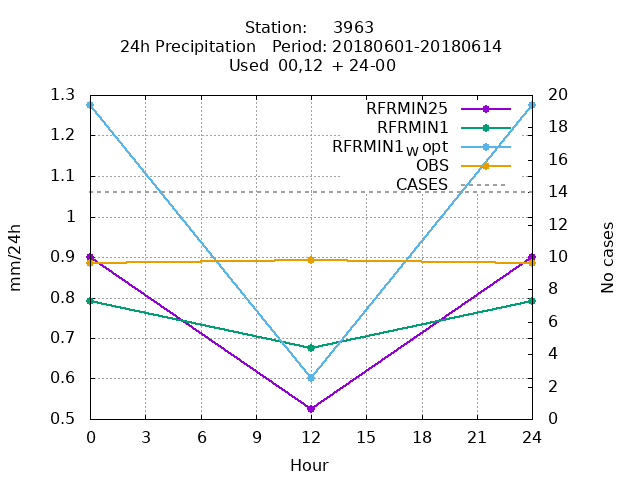 Station: 3963
24h Precipitation Period: 20180601-20180614
Used 00,12 + 24-00
RFRMIN25
RFRMIN1
RFRMIN1_W opt
OBS
CASES
mm/24h
1.3
1.2
1.1
1
0.9
0.8
0.7
0.6
0.5
20
18
16
14
12
10
8
6
4
2
0
No cases
0 3 6 9 12 15 18 21 24
Hour